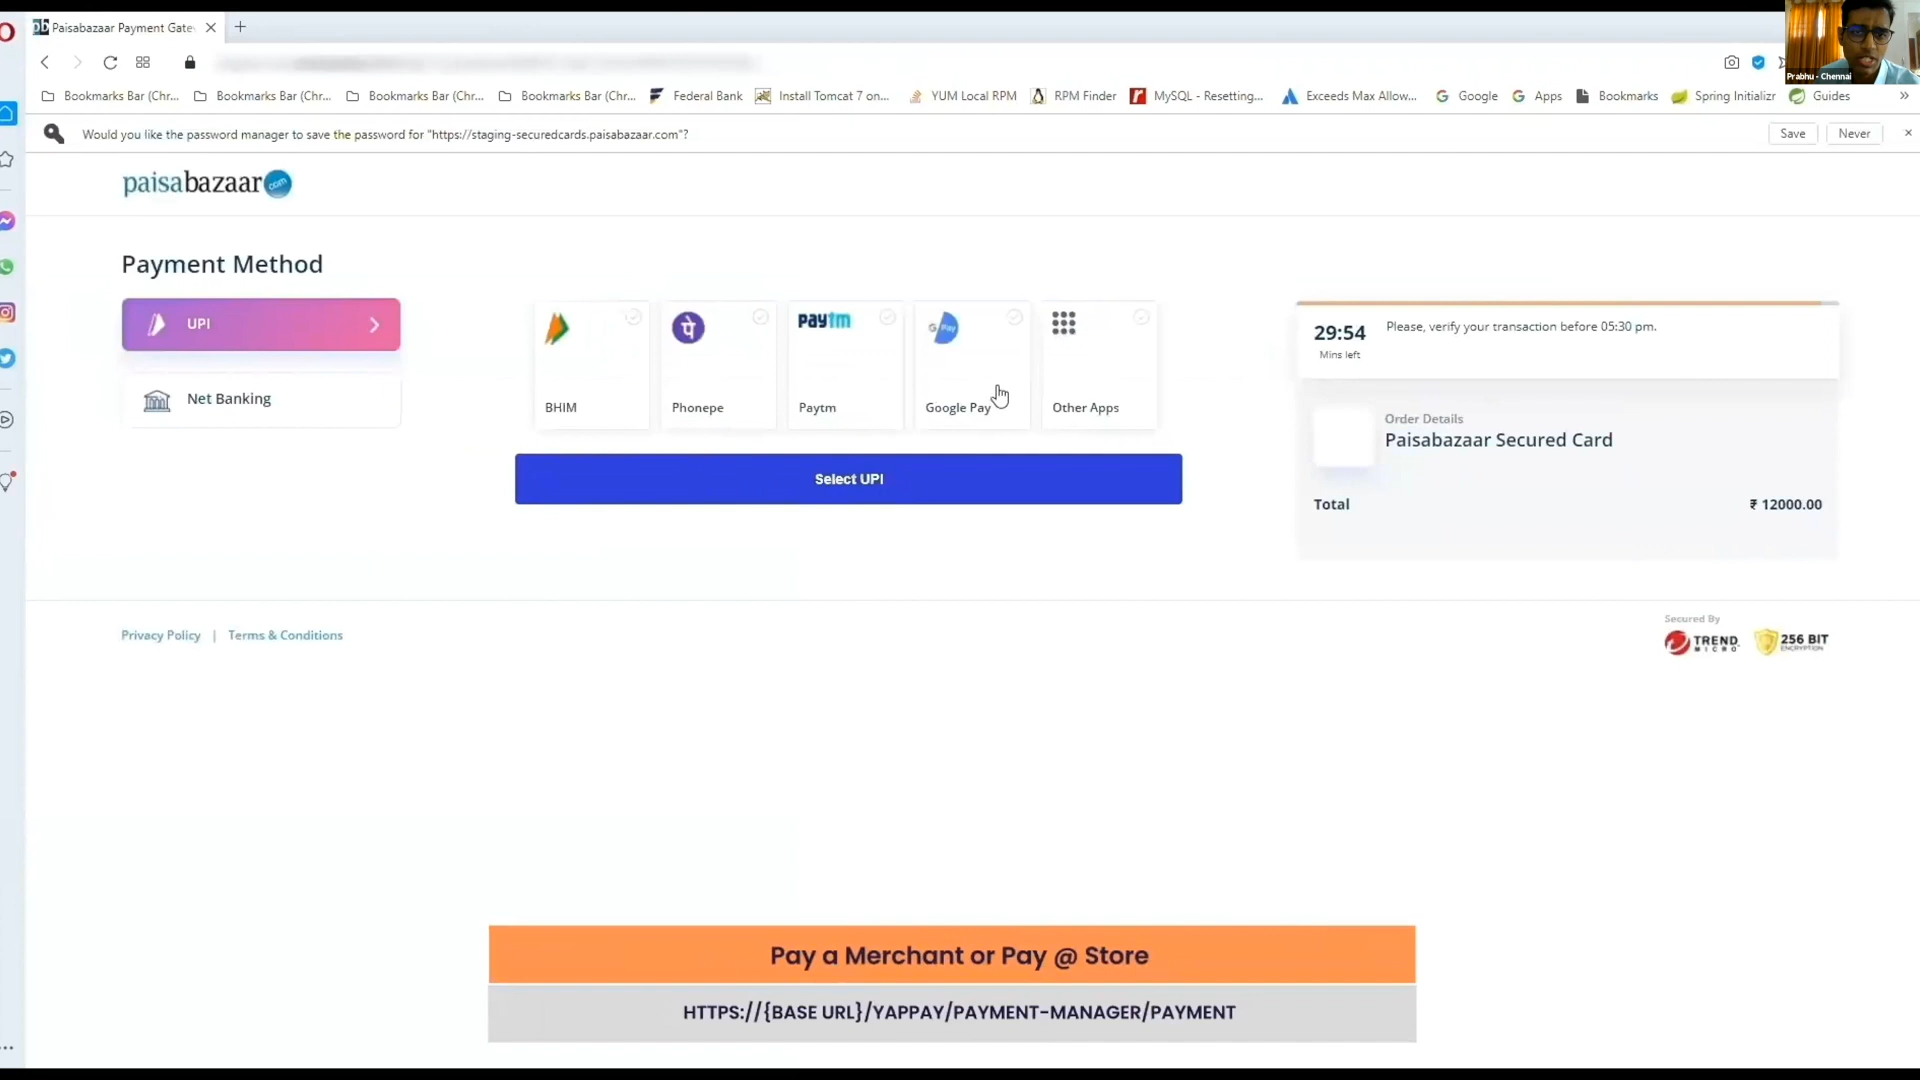 Paisabazaar Payment Gate
Prabhu - Chennai
Bookmarks Bar (Chr... Bookmarks Bar (Chr... Bookmarks Bar (Chr... Bookmarks Bar (Chr... Federal Bank Install Tomcat 7 on... YUM Local RPM RPM Finder MySQL - Resetting... Exceeds Max Allow... Google Apps Bookmarks Spring Initializr Guides »
Would you like the password manager to save the password for "https://staging-securedcards.paisabazaar.com"? Save Never
paisabazaar.com
Payment Method
UPI
Net Banking
पे
paytm
G Pay
BHIM
Phonepe
Paytm
Google Pay
Other Apps
Select UPI
29:54
Mins left
Please, verify your transaction before 05:30 pm.
Order Details
Paisabazaar Secured Card
Total ₹ 12000.00
Privacy Policy | Terms & Conditions
Secured By
TREND MICRO
256 BIT ENCRYPTION
Pay a Merchant or Pay @ Store
HTTPS://{BASE URL}/YAPPAY/PAYMENT-MANAGER/PAYMENT